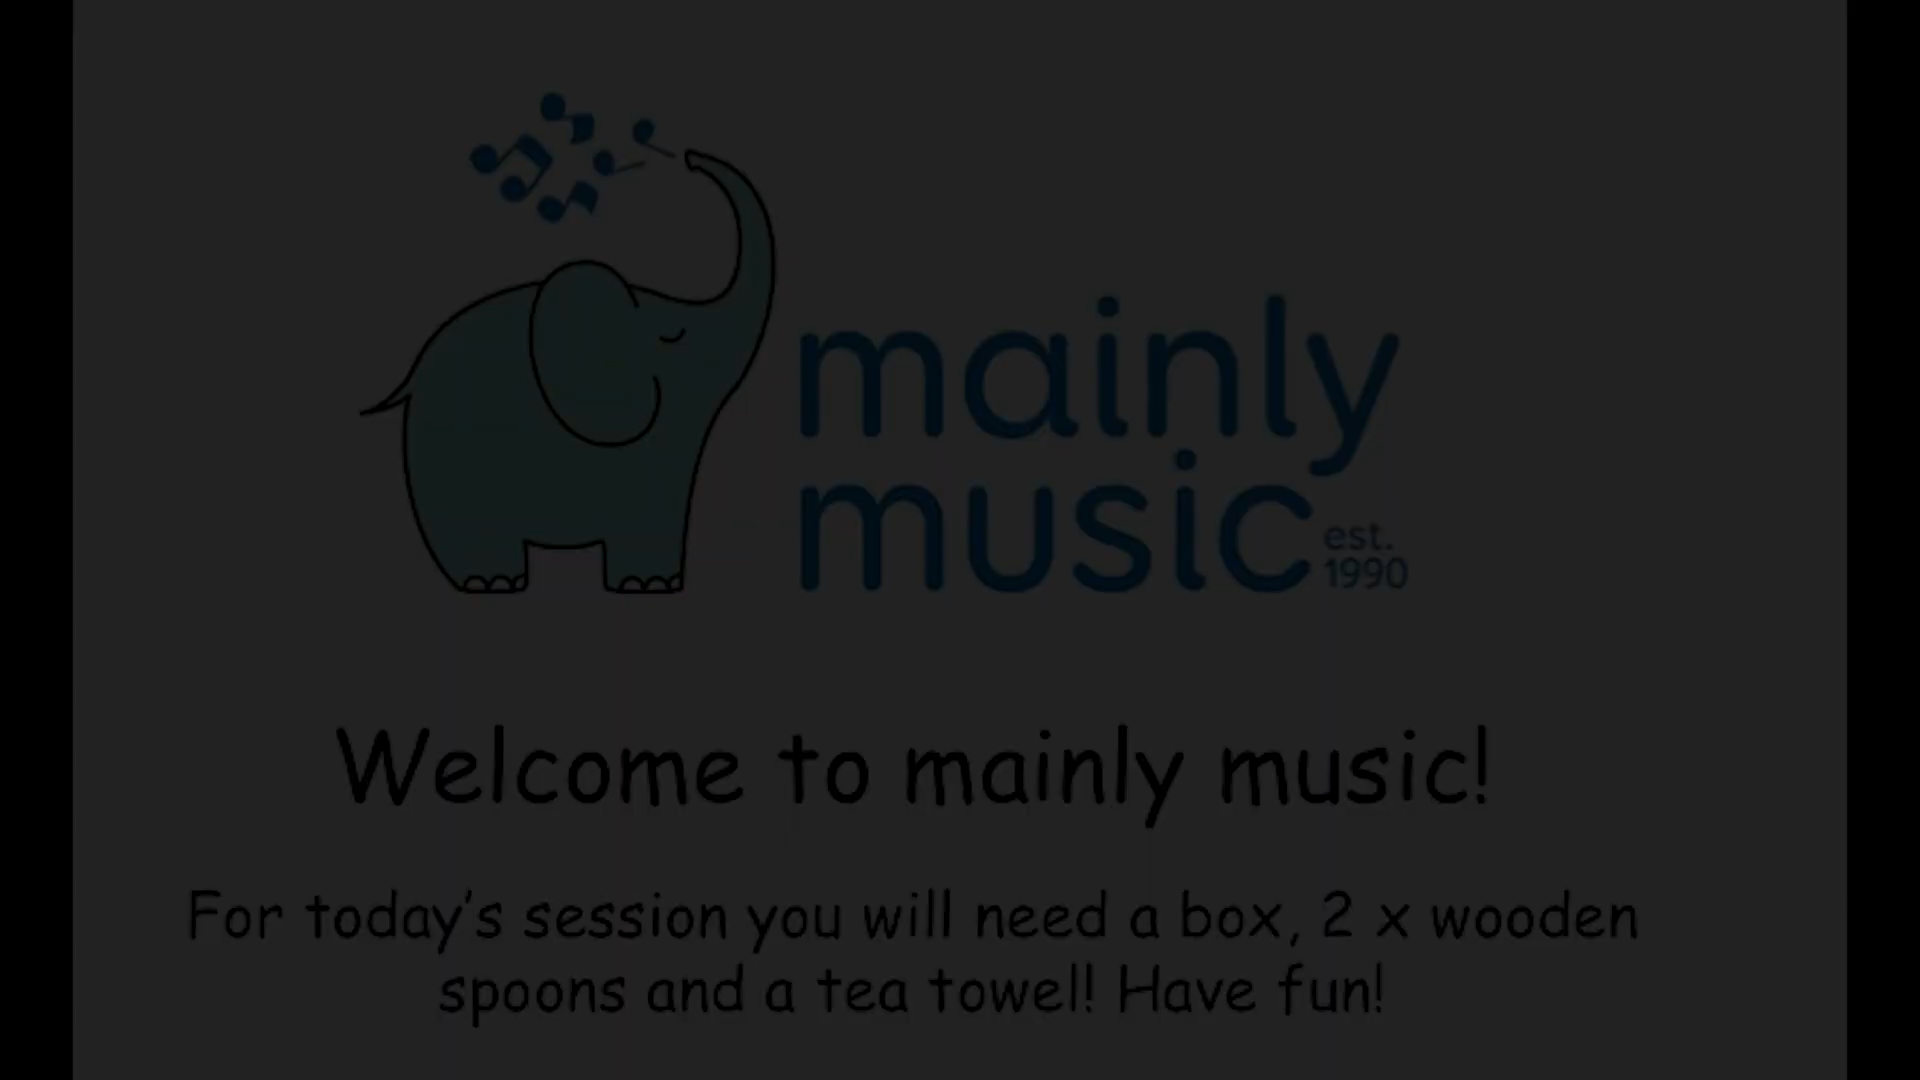 mainly
music
est.
1990
Welcome to mainly music!
For today's session you will need a box, 2 x wooden
spoons and a tea towel! Have fun!